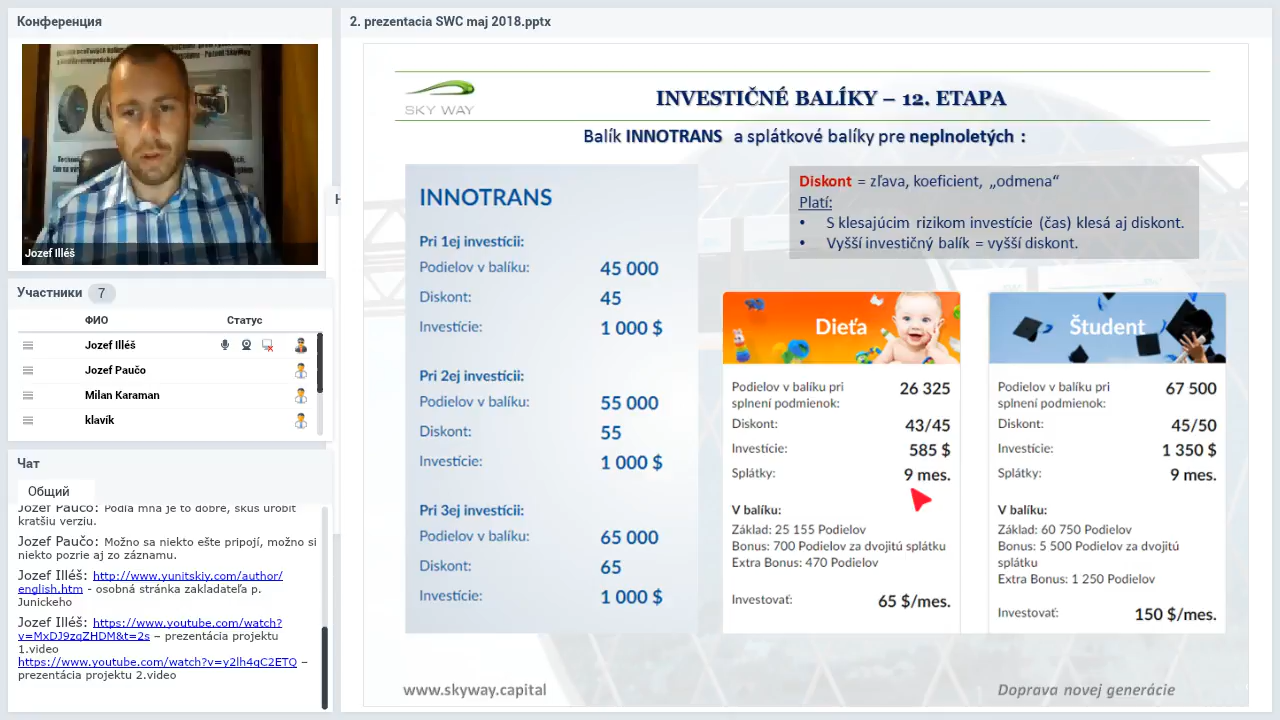 Конференция
Jozef Illéš
Участники 7
ФИО Статус
Jozef Illéš
Jozef Paučo
Milan Karaman
klavík
Чат
Общий
Jozef Paučo: Podľa mňa je to dobré, skús urobiť
kratšiu verziu.
Jozef Paučo: Možno sa niekto ešte pripojí, možno si
niekto pozrie aj zo záznamu.
Jozef Illéš: http://www.yunitskiy.com/author/
english.htm - osobná stránka zakladateľa p.
Junickeho
Jozef Illéš: https://www.youtube.com/watch?
v=MxDJ9zqZHDM&t=2s – prezentácia projektu
1.video
https://www.youtube.com/watch?v=y2lh4qC2ETQ –
prezentácia projektu 2.video
2. prezentacia SWC maj 2018.pptx
SKY WAY
INVESTIČNÉ BALÍKY – 12. ETAPA
Balík INNOTRANS a splátkové balíky pre neplnoletých :
INNOTRANS
Pri 1ej investícii:
Podielov v balíku: 45 000
Diskont: 45
Investície: 1 000 $
Pri 2ej investícii:
Podielov v balíku: 55 000
Diskont: 55
Investície: 1 000 $
Pri 3ej investícii:
Podielov v balíku: 65 000
Diskont: 65
Investície: 1 000 $
Diskont = zľava, koeficient, „odmena“
Platí:
• S klesajúcim rizikom investície (čas) klesá aj diskont.
• Vyšší investičný balík = vyšší diskont.
Dieťa
Podielov v balíku pri
splnení podmienok: 26 325
Diskont: 43/45
Investície: 585 $
Splátky: 9 mes.
V balíku:
Základ: 25 155 Podielov
Bonus: 700 Podielov za dvojitú splátku
Extra Bonus: 470 Podielov
Investovať: 65 $/mes.
Študent
Podielov v balíku pri
splnení podmienok: 67 500
Diskont: 45/50
Investície: 1 350 $
Splátky: 9 mes.
V balíku:
Základ: 60 750 Podielov
Bonus: 5 500 Podielov za dvojitú
splátku
Extra Bonus: 1 250 Podielov
Investovať: 150 $/mes.
www.skyway.capital
Doprava novej generácie